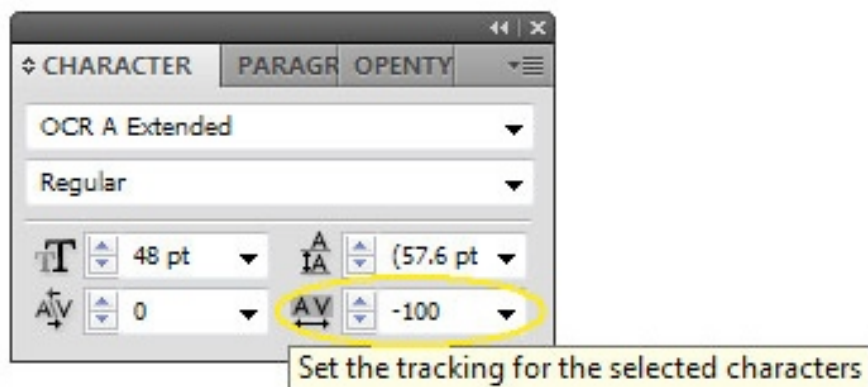 CHARACTER PARAGR OPENTY
OCR A Extended
Regular
48 pt (57.6 pt
0 -100
Set the tracking for the selected characters